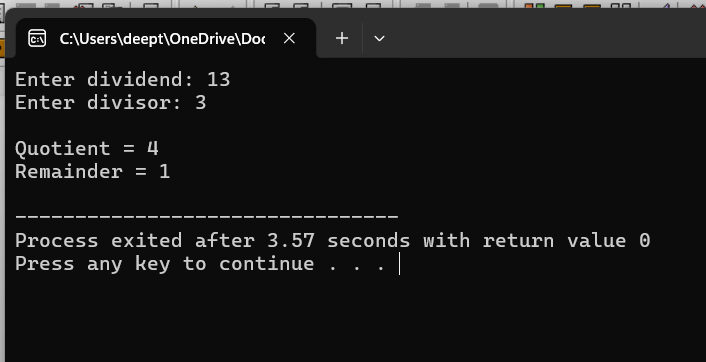 C:\Users\deept\OneDrive\Doc
Enter dividend: 13
Enter divisor: 3
Quotient = 4
Remainder = 1
--------------------------------
Process exited after 3.57 seconds with return value 0
Press any key to continue . . .